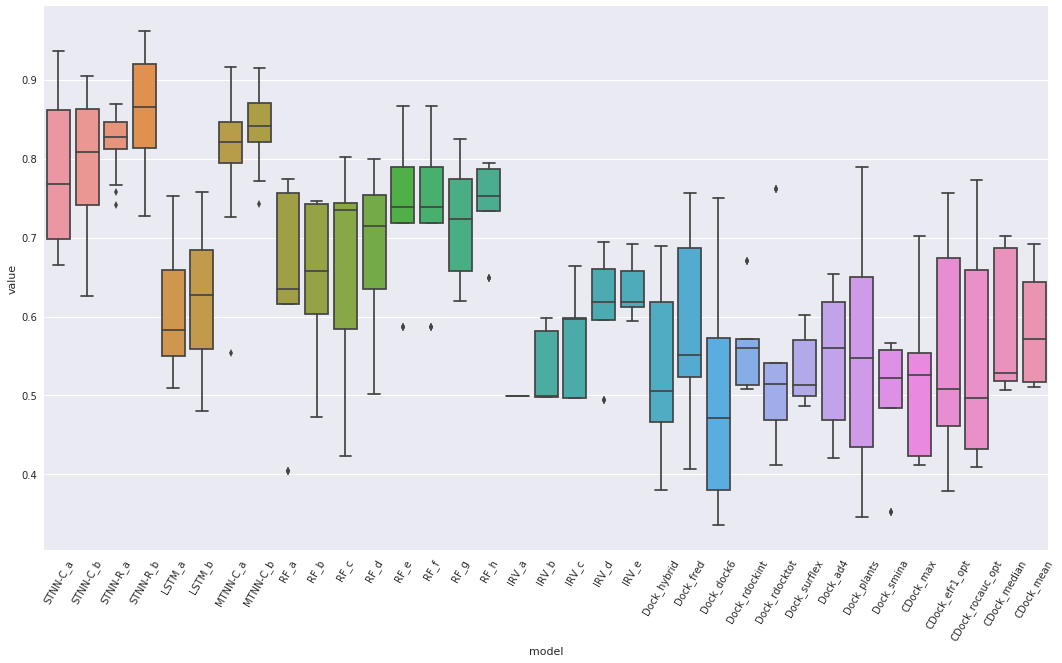 value
0.9
0.8
0.7
0.6
0.5
0.4
STNN-C_a
STNN-C_b
STNN-R_a
STNN-R_b
LSTM_a
LSTM_b
MTNN-C_a
MTNN-C_b
RF_a
RF_b
RF_c
RF_d
RF_e
RF_f
RF_g
RF_h
IRV_a
IRV_b
IRV_c
IRV_d
IRV_e
Dock_hybrid
Dock_fred
Dock_dock6
Dock_rdockint
Dock_rdocktot
Dock_surflex
Dock_ad4
Dock_plants
Dock_smina
CDock_max
CDock_efr1_opt
CDock_rocauc_opt
CDock_median
CDock_mean
model